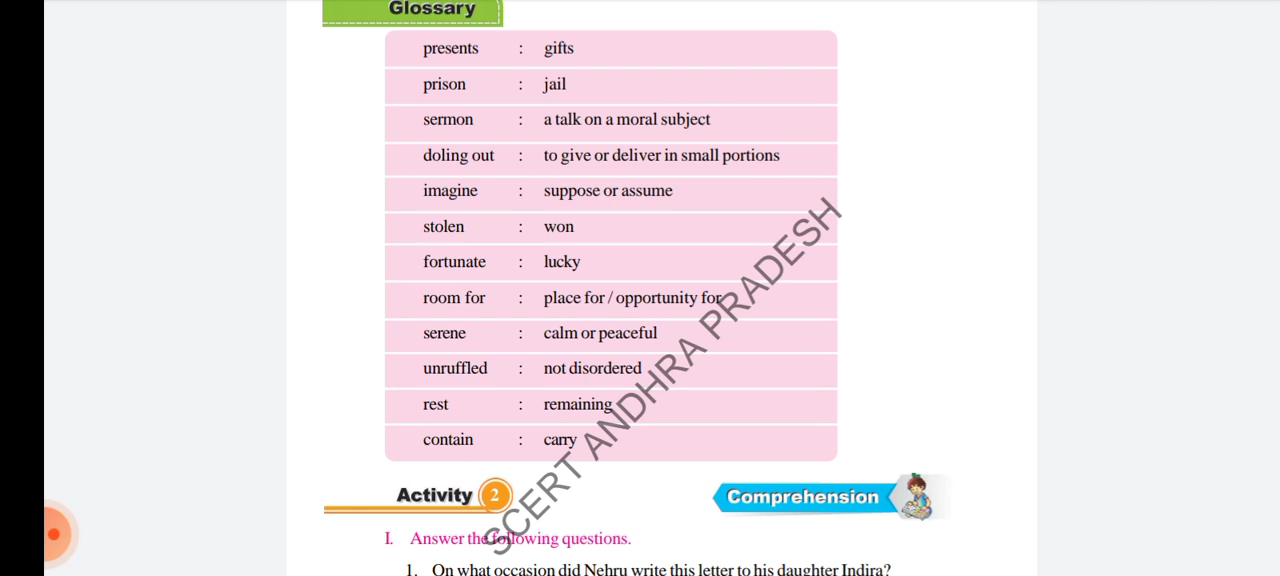 Glossary
presents : gifts
prison : jail
sermon : a talk on a moral subject
doling out : to give or deliver in small portions
imagine : suppose or assume
stolen : won
fortunate : lucky
room for : place for / opportunity for
serene : calm or peaceful
unruffled : not disordered
rest : remaining
contain : carry
SCERT ANDHRA PRADESH
Activity 2
Comprehension
I. Answer the following questions.
1. On what occasion did Nehru write this letter to his daughter Indira?